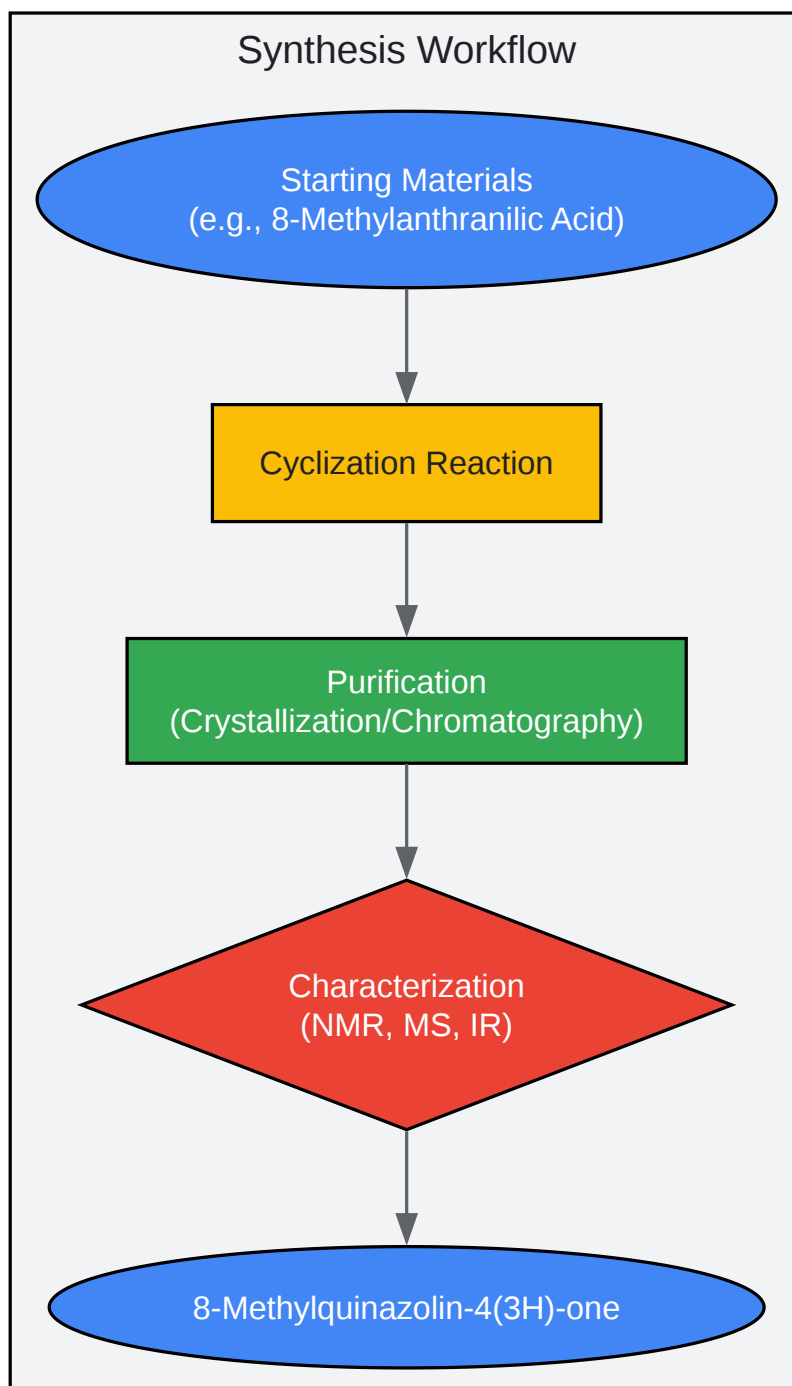 Synthesis Workflow
Starting Materials
(e.g., 8-Methylanthranilic Acid)
Cyclization Reaction
Purification
(Crystallization/Chromatography)
Characterization
(NMR, MS, IR)
8-Methylquinazolin-4(3H)-one